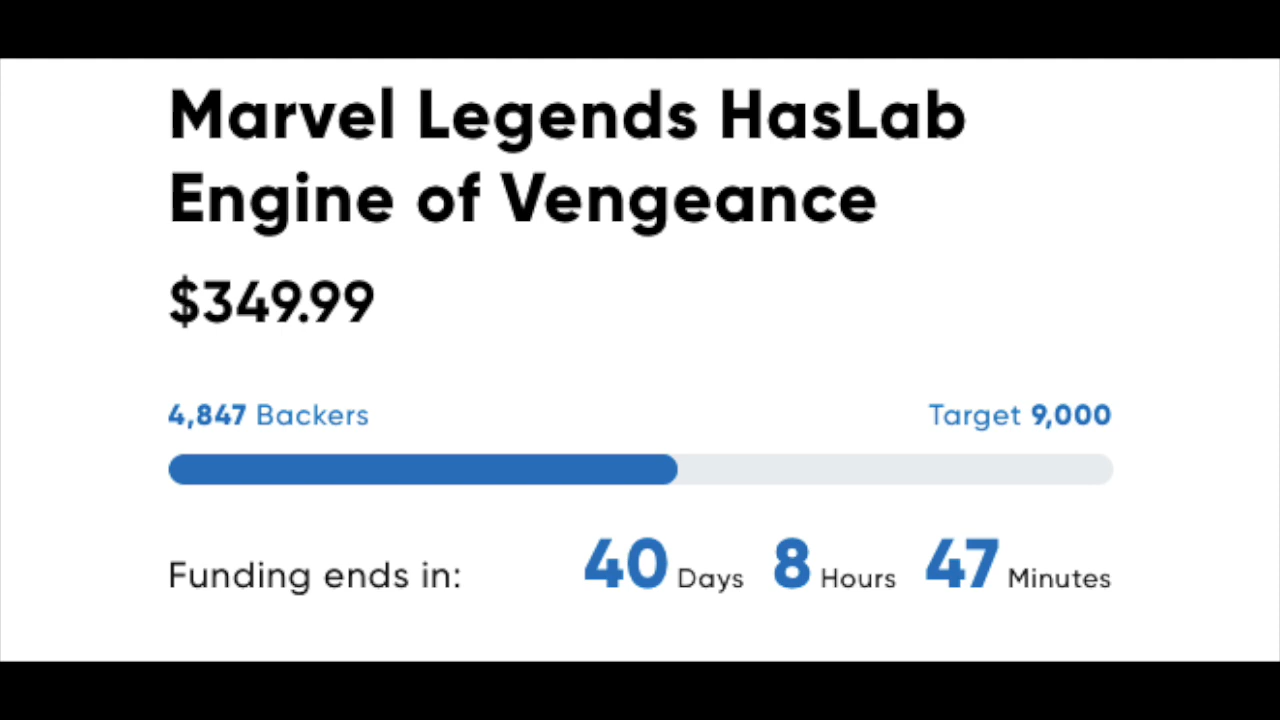 Marvel Legends HasLab
Engine of Vengeance
$349.99
4,847 Backers Target 9,000
Funding ends in: 40 Days 8 Hours 47 Minutes